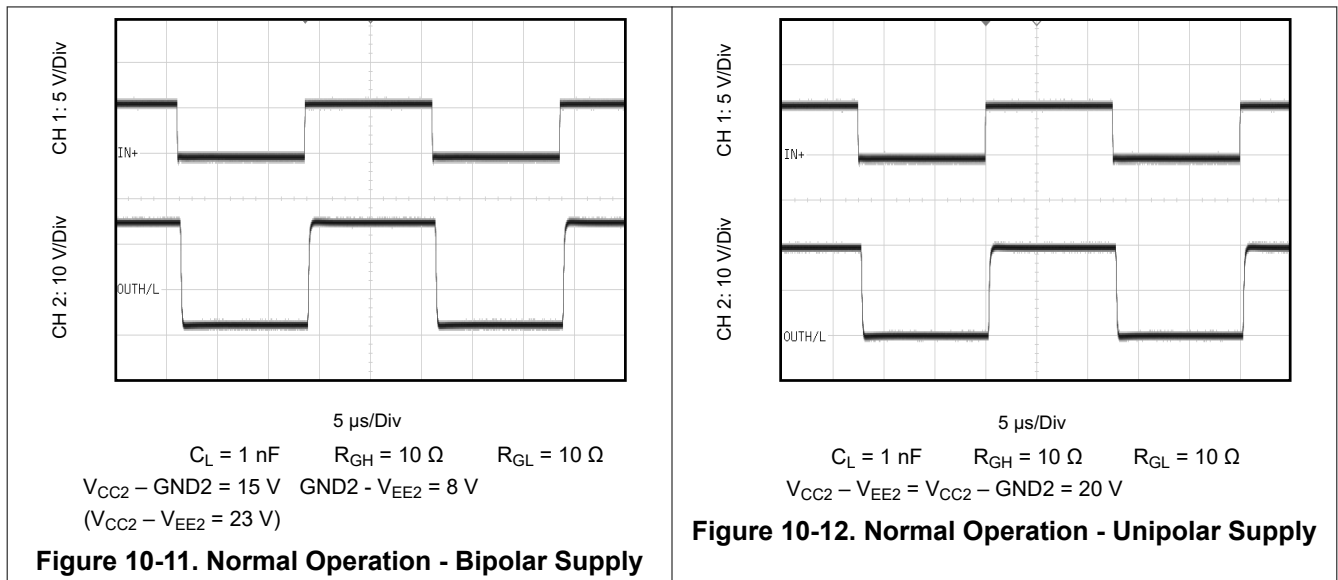 CH 1: 5 V/Div
IN+
CH 2: 10 V/Div
OUTH/L
5 µs/Div
C_L = 1 nF R_GH = 10 Ω R_GL = 10 Ω
V_CC2 – GND2 = 15 V GND2 - V_EE2 = 8 V
(V_CC2 – V_EE2 = 23 V)
Figure 10-11. Normal Operation - Bipolar Supply
CH 1: 5 V/Div
IN+
CH 2: 10 V/Div
OUTH/L
5 µs/Div
C_L = 1 nF R_GH = 10 Ω R_GL = 10 Ω
V_CC2 – V_EE2 = V_CC2 – GND2 = 20 V
Figure 10-12. Normal Operation - Unipolar Supply